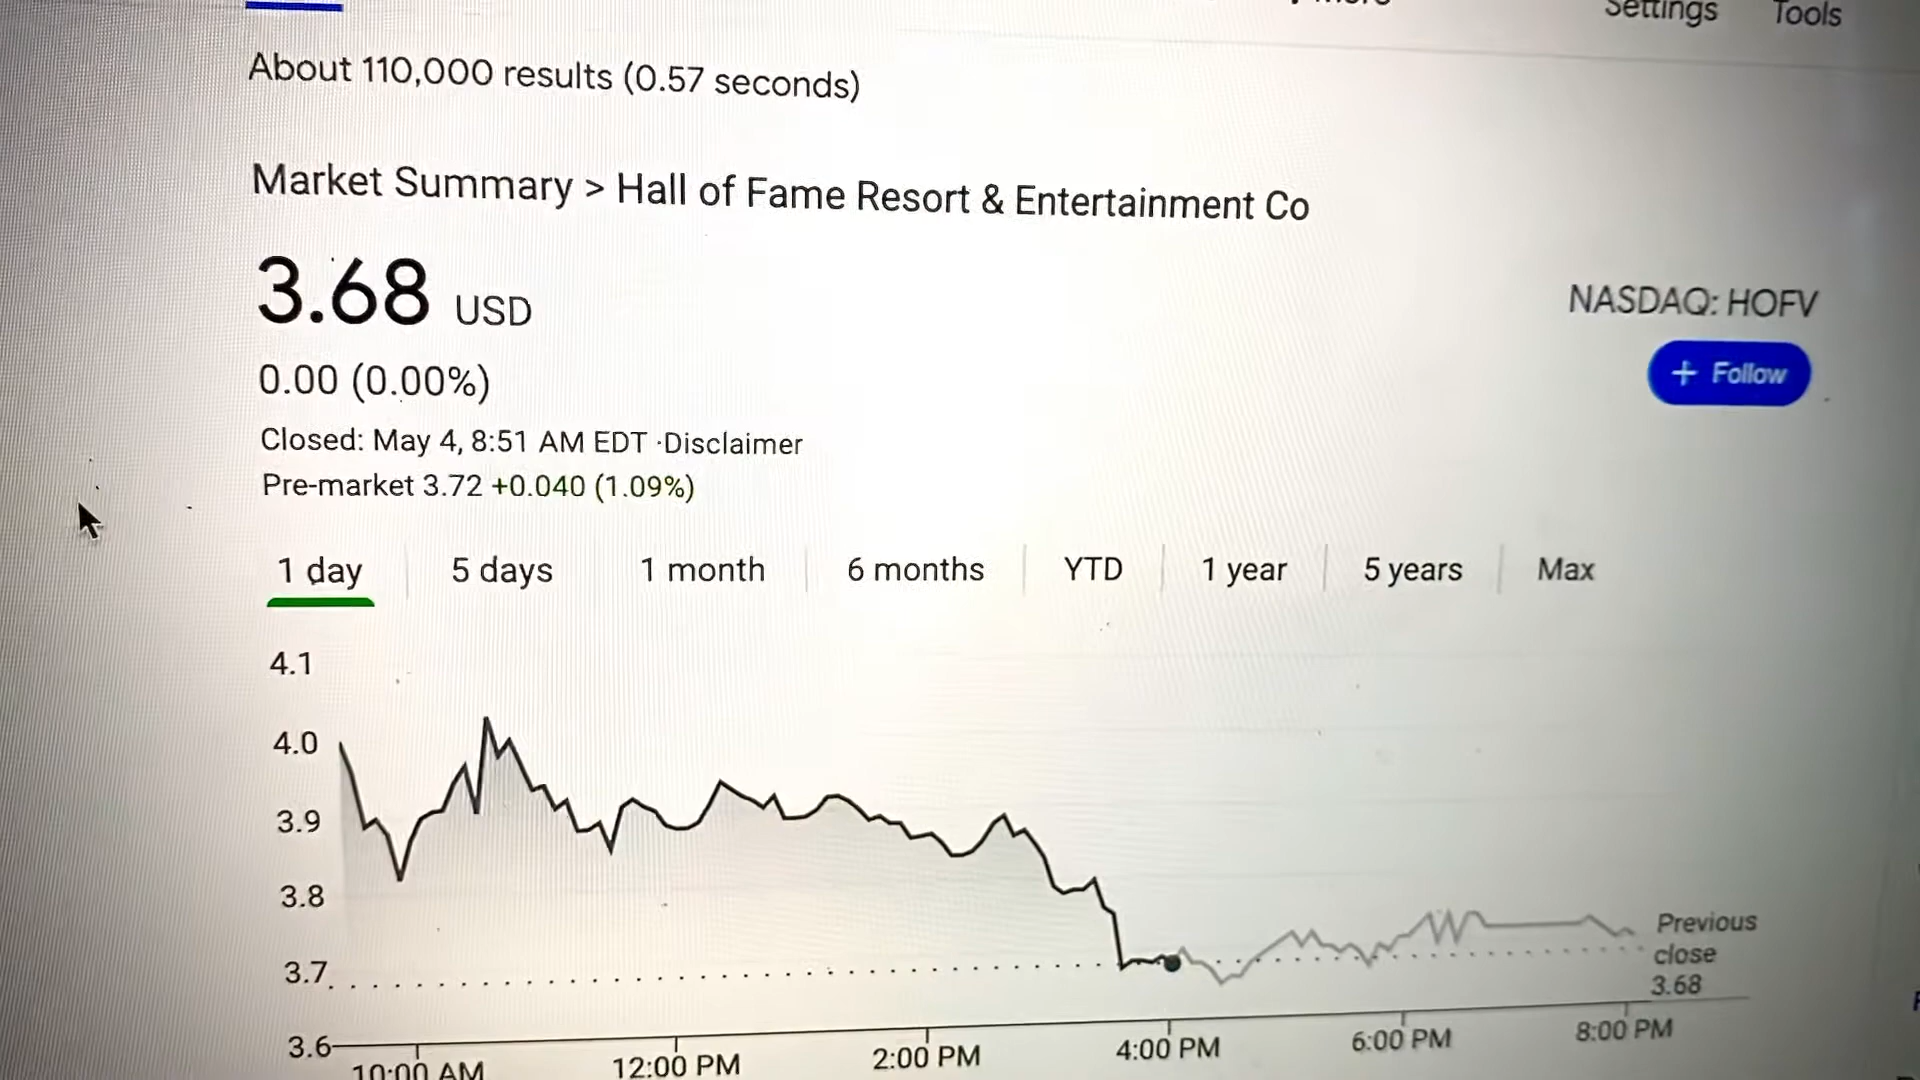 Settings Tools
About 110,000 results (0.57 seconds)
Market Summary > Hall of Fame Resort & Entertainment Co
3.68 USD
NASDAQ: HOFV
+ Follow
0.00 (0.00%)
Closed: May 4, 8:51 AM EDT ·Disclaimer
Pre-market 3.72 +0.040 (1.09%)
1 day 5 days 1 month 6 months YTD 1 year 5 years Max
4.1
4.0
3.9
3.8
3.7
3.6
Previous
close
3.68
10:00 AM 12:00 PM 2:00 PM 4:00 PM 6:00 PM 8:00 PM